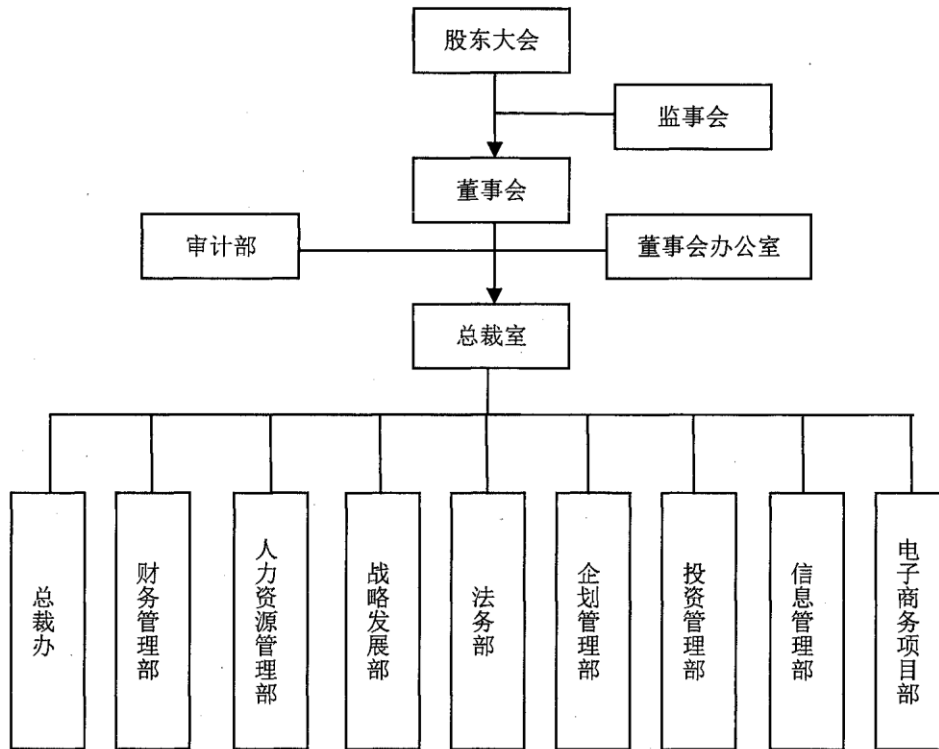 股东大会
监事会
董事会
审计部
董事会办公室
总裁室
总裁办
财务管理部
人力资源管理部
战略发展部
法务部
企划管理部
投资管理部
信息管理部
电子商务项目部